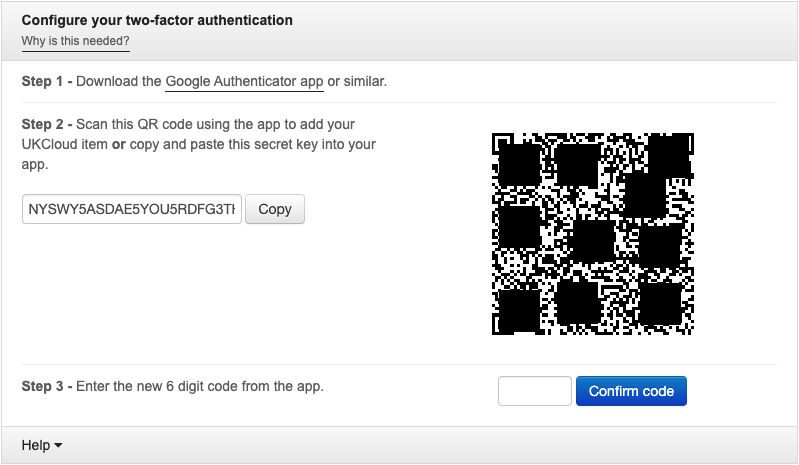 Configure your two-factor authentication
Why is this needed?
Step 1 - Download the Google Authenticator app or similar.
Step 2 - Scan this QR code using the app to add your
UKCloud item or copy and paste this secret key into your
app.
NYSWY5ASDAE5YOU5RDFG3TH Copy
Step 3 - Enter the new 6 digit code from the app.
Confirm code
Help